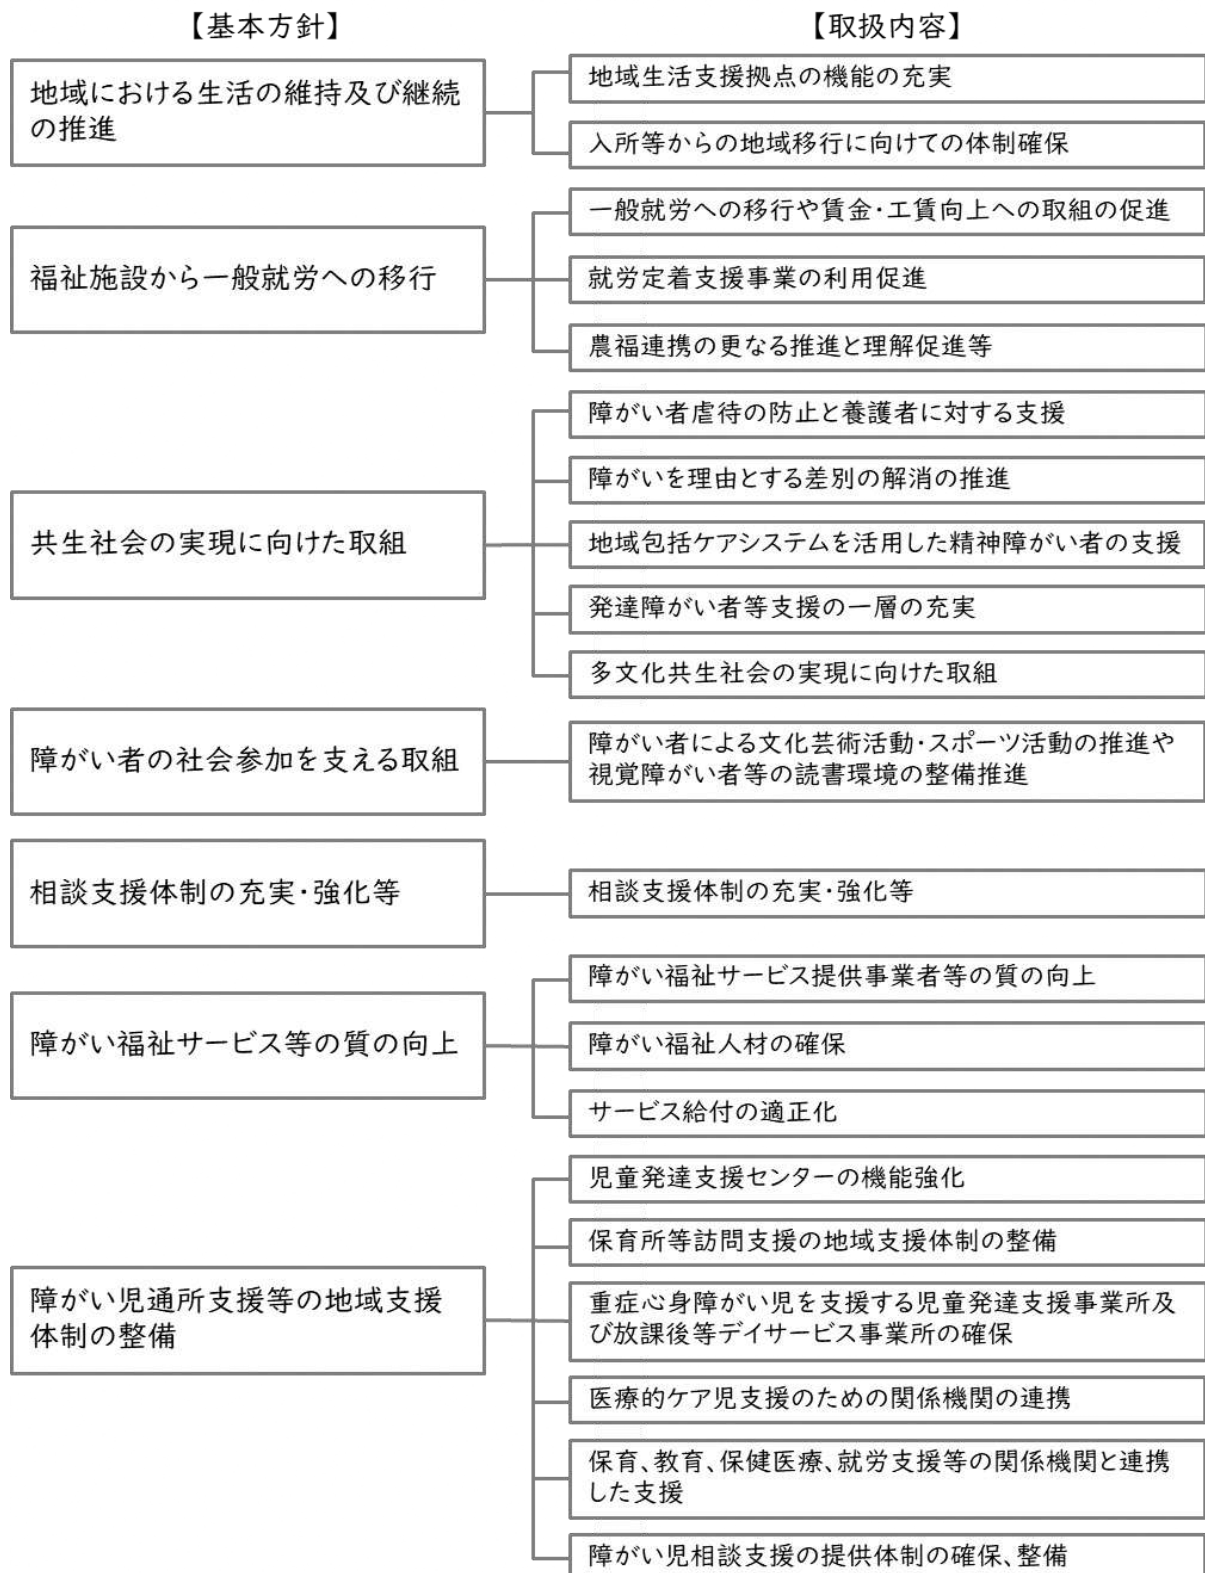 【基本方針】
【取扱内容】
地域における生活の維持及び継続
の推進
地域生活支援拠点の機能の充実
入所等からの地域移行に向けての体制確保
福祉施設から一般就労への移行
一般就労への移行や賃金・工賃向上への取組の促進
就労定着支援事業の利用促進
農福連携の更なる推進と理解促進等
共生社会の実現に向けた取組
障がい者虐待の防止と養護者に対する支援
障がいを理由とする差別の解消の推進
地域包括ケアシステムを活用した精神障がい者の支援
発達障がい者等支援の一層の充実
多文化共生社会の実現に向けた取組
障がい者の社会参加を支える取組
障がい者による文化芸術活動・スポーツ活動の推進や
視覚障がい者等の読書環境の整備推進
相談支援体制の充実・強化等
相談支援体制の充実・強化等
障がい福祉サービス等の質の向上
障がい福祉サービス提供事業者等の質の向上
障がい福祉人材の確保
サービス給付の適正化
障がい児通所支援等の地域支援
体制の整備
児童発達支援センターの機能強化
保育所等訪問支援の地域支援体制の整備
重症心身障がい児を支援する児童発達支援事業所及
び放課後等デイサービス事業所の確保
医療的ケア児支援のための関係機関の連携
保育、教育、保健医療、就労支援等の関係機関と連携
した支援
障がい児相談支援の提供体制の確保、整備